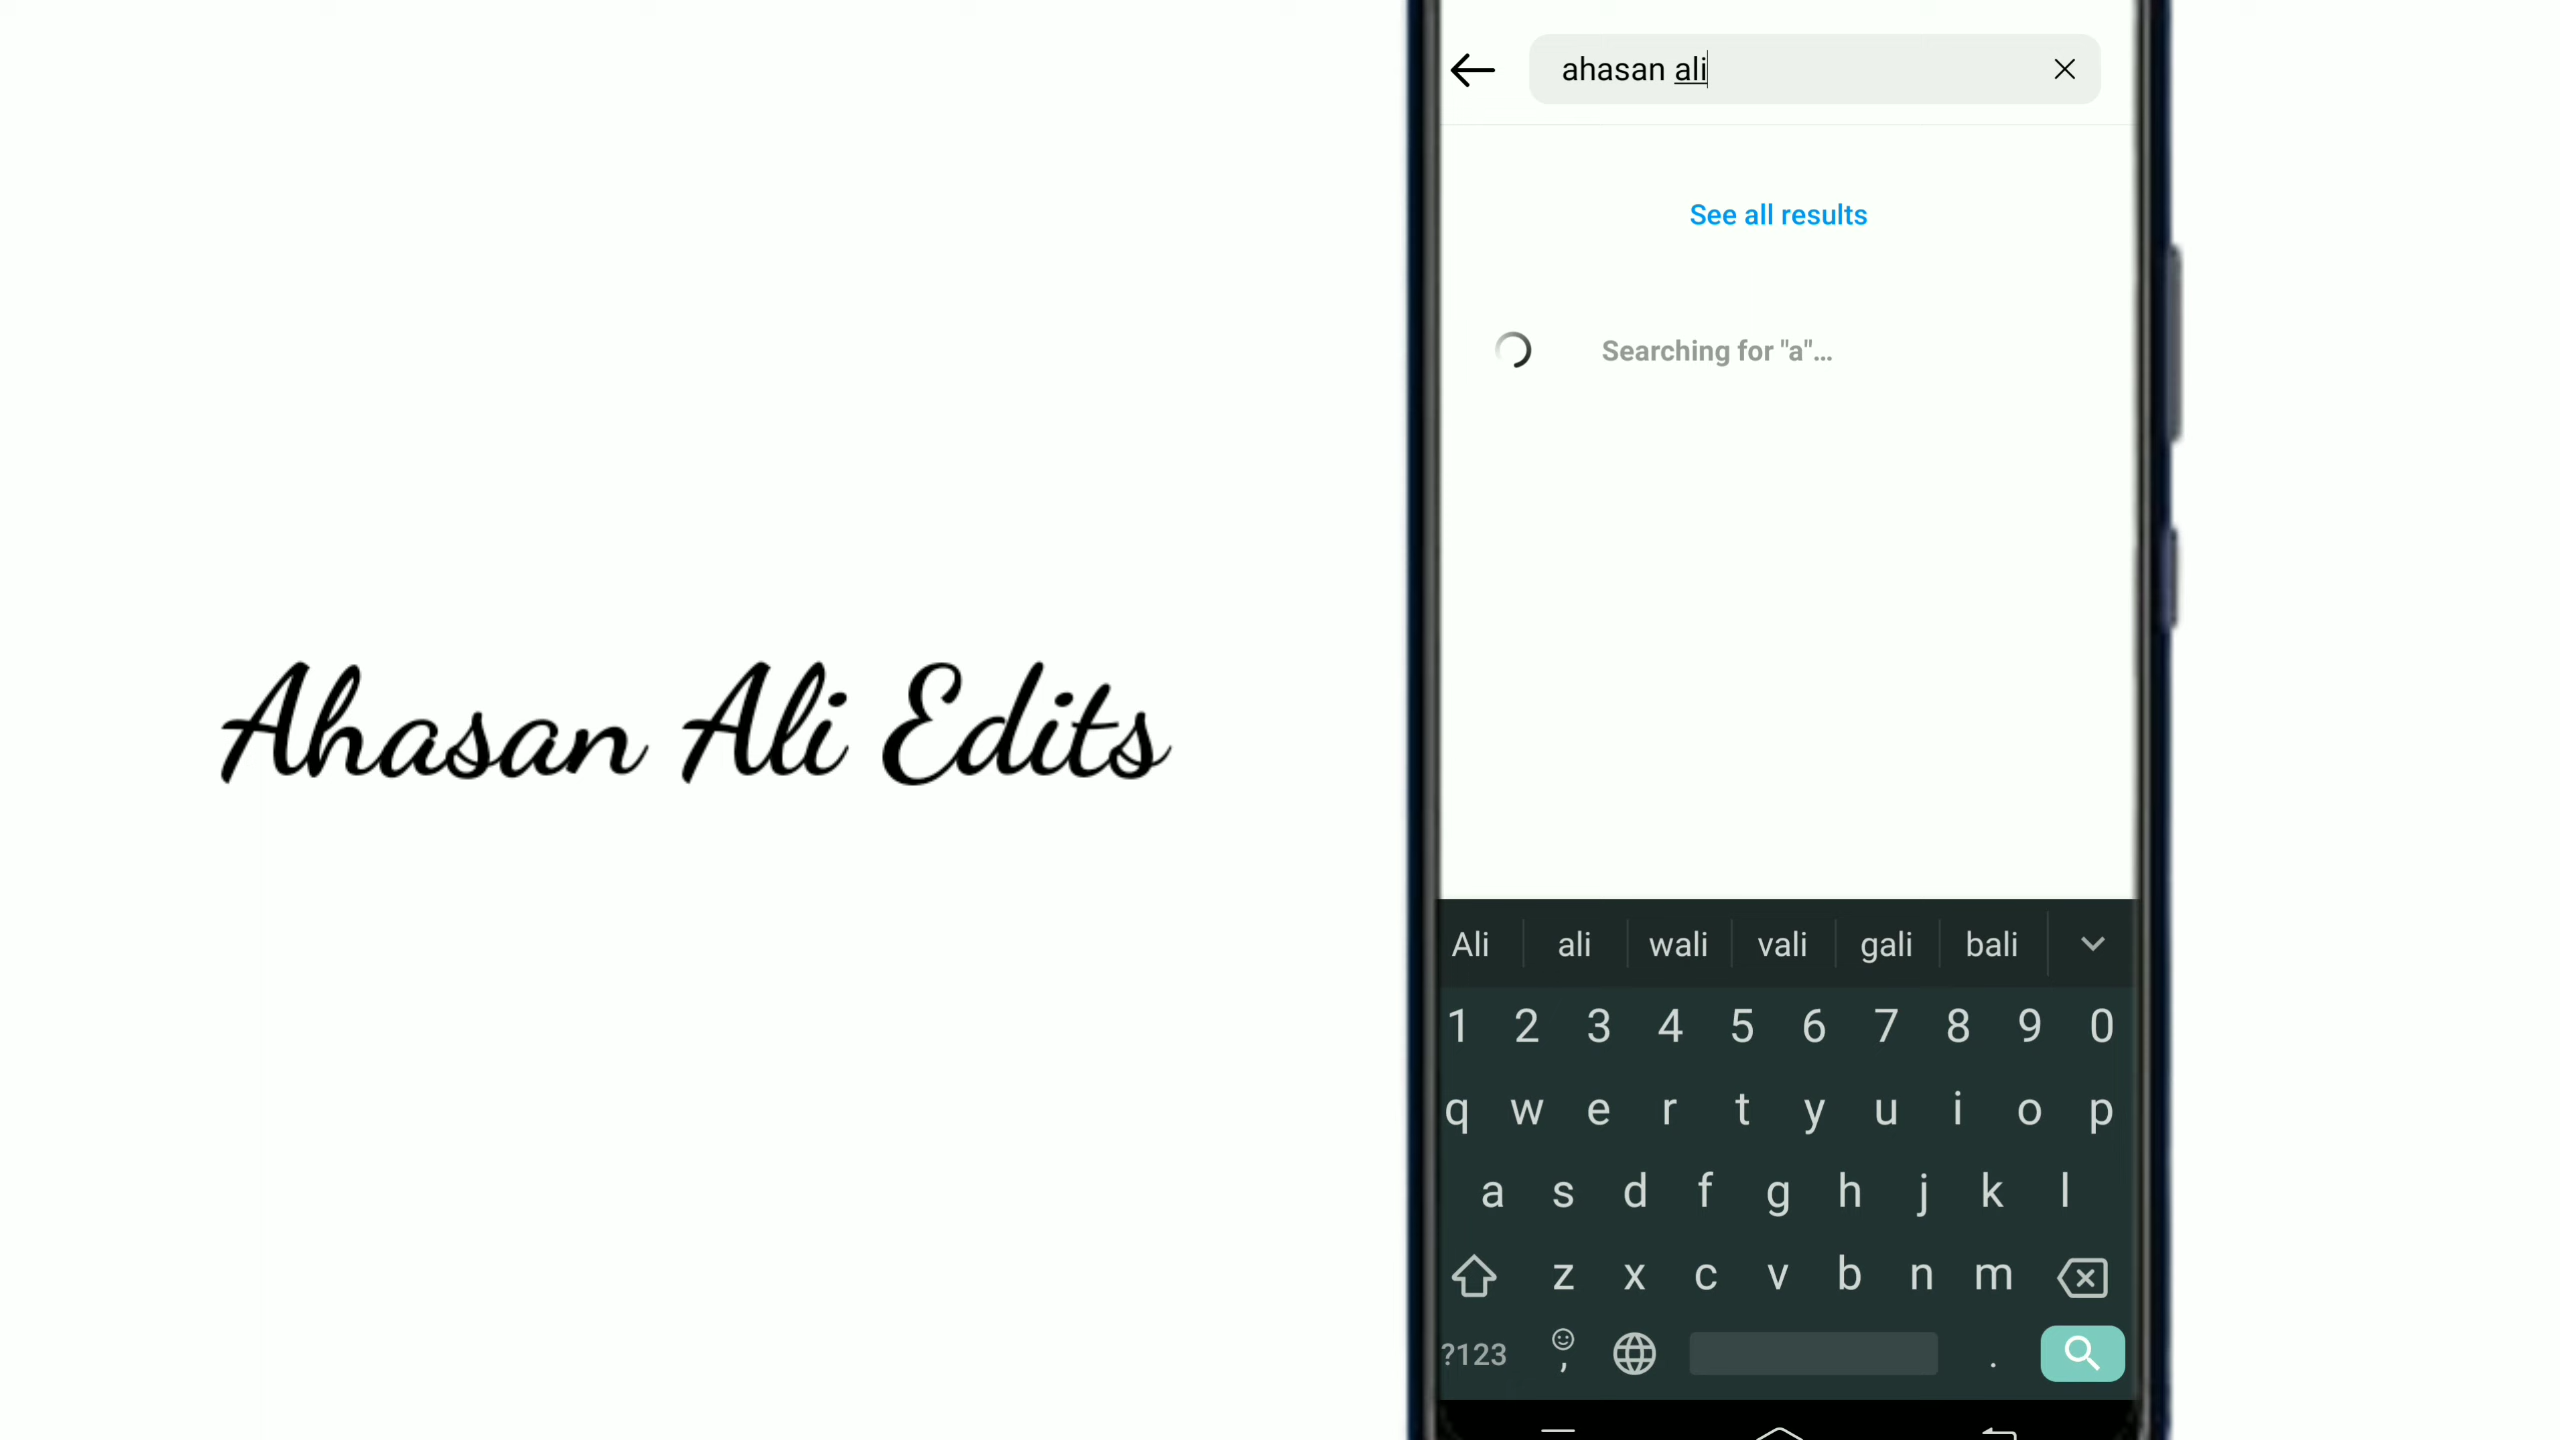 ahasan ali
See all results
Searching for "a"...
Ahasan Ali Edits
Ali ali wali vali gali bali
1 2 3 4 5 6 7 8 9 0
q w e r t y u i o p
a s d f g h j k l
z x c v b n m
?123 , .